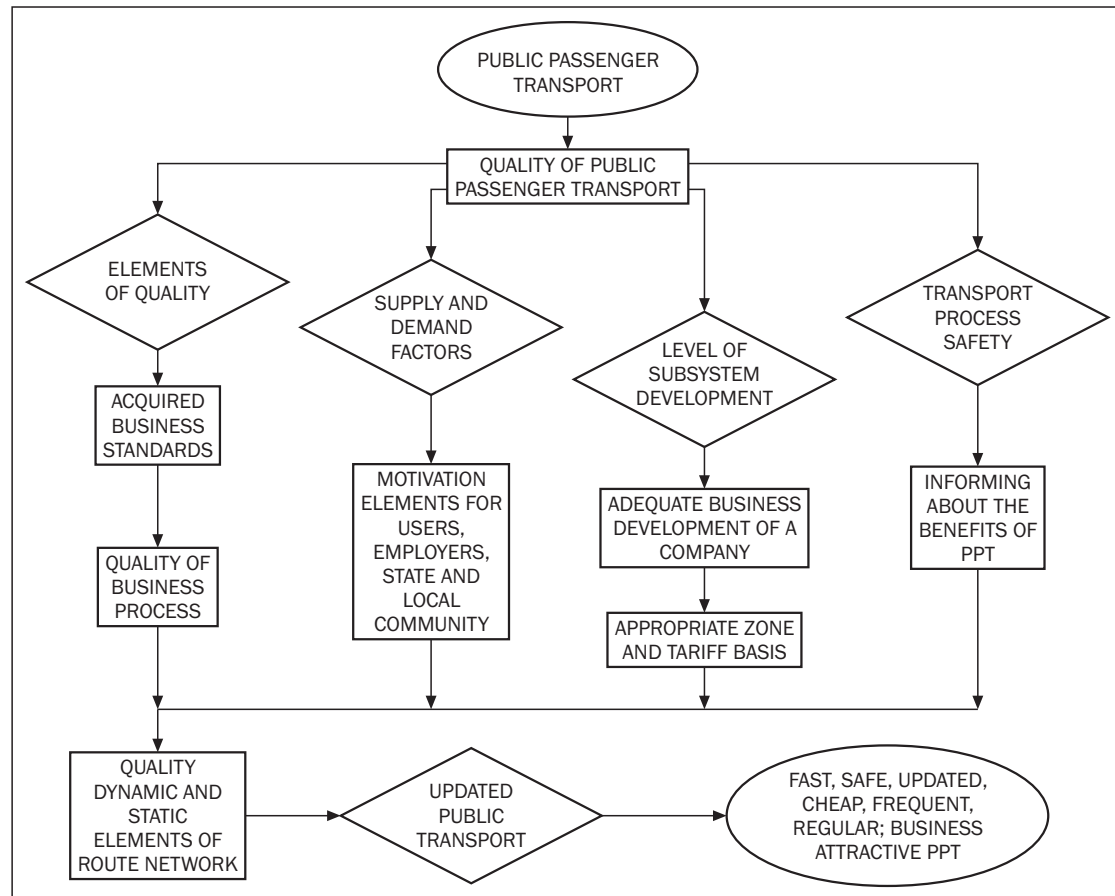 PUBLIC PASSENGER
TRANSPORT
QUALITY OF PUBLIC
PASSENGER TRANSPORT
ELEMENTS
OF QUALITY
SUPPLY AND
DEMAND
FACTORS
LEVEL OF
SUBSYSTEM
DEVELOPMENT
TRANSPORT
PROCESS
SAFETY
ACQUIRED
BUSINESS
STANDARDS
MOTIVATION
ELEMENTS FOR
USERS,
EMPLOYERS,
STATE AND
LOCAL
COMMUNITY
ADEQUATE BUSINESS
DEVELOPMENT OF A
COMPANY
INFORMING
ABOUT THE
BENEFITS OF
PPT
QUALITY OF
BUSINESS
PROCESS
APPROPRIATE ZONE
AND TARIFF BASIS
QUALITY
DYNAMIC AND
STATIC
ELEMENTS OF
ROUTE NETWORK
UPDATED
PUBLIC
TRANSPORT
FAST, SAFE, UPDATED,
CHEAP, FREQUENT,
REGULAR; BUSINESS
ATTRACTIVE PPT